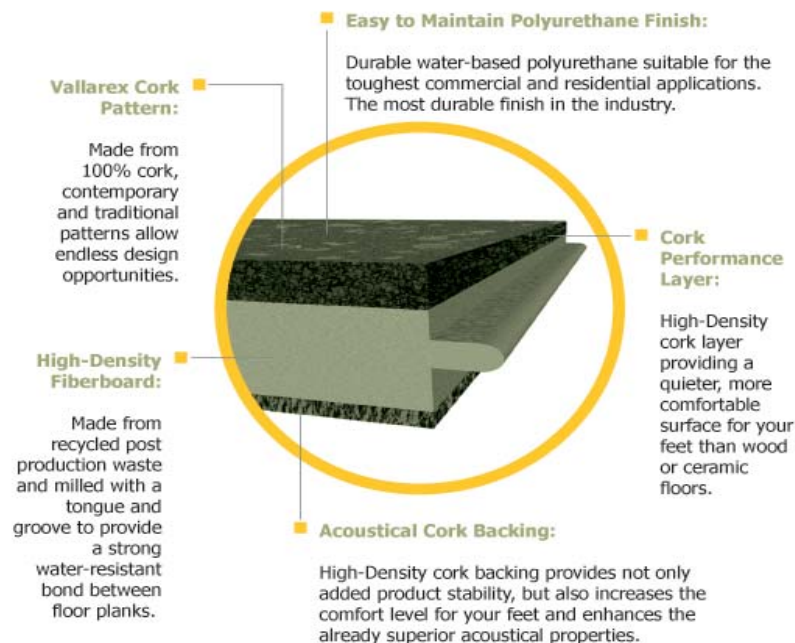 Easy to Maintain Polyurethane Finish:
Durable water-based polyurethane suitable for the
toughest commercial and residential applications.
The most durable finish in the industry.
Vallarex Cork
Pattern:
Made from
100% cork,
contemporary
and traditional
patterns allow
endless design
opportunities.
Cork
Performance
Layer:
High-Density
cork layer
providing a
quieter, more
comfortable
surface for your
feet than wood
or ceramic
floors.
High-Density
Fiberboard:
Made from
recycled post
production waste
and milled with a
tongue and
groove to provide
a strong
water-resistant
bond between
floor planks.
Acoustical Cork Backing:
High-Density cork backing provides not only
added product stability, but also increases the
comfort level for your feet and enhances the
already superior acoustical properties.